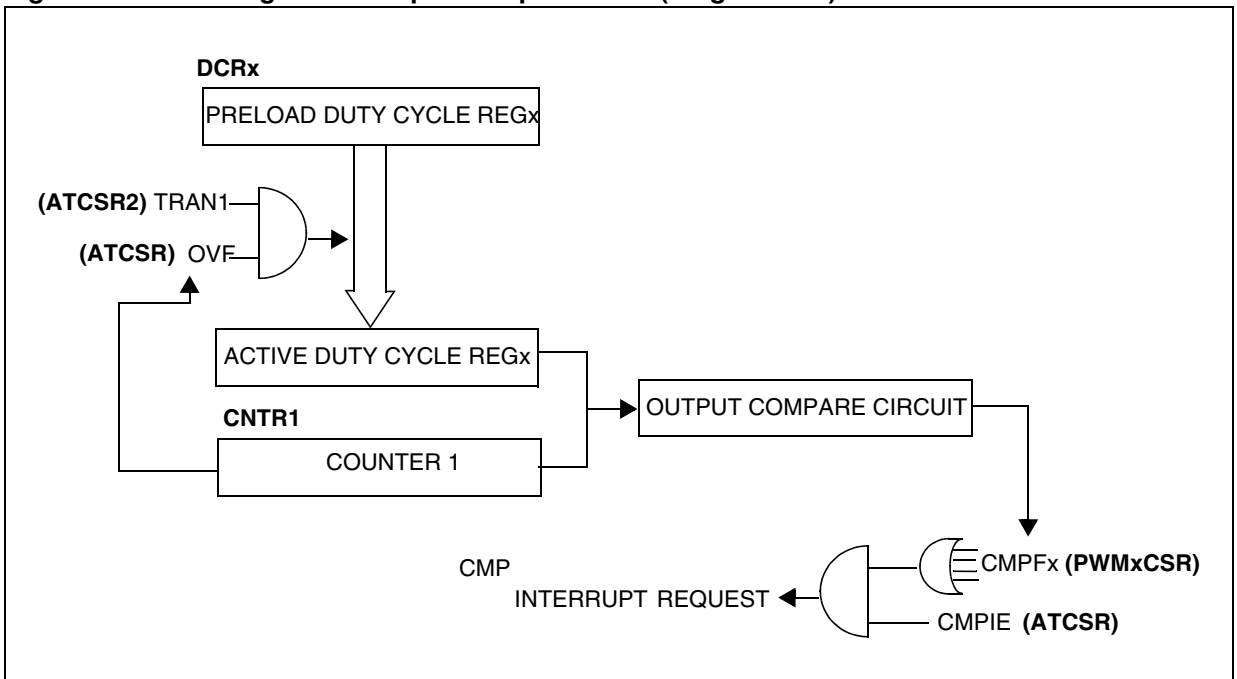 DCRx
PRELOAD DUTY CYCLE REGx
(ATCSR2) TRAN1
(ATCSR) OVF
ACTIVE DUTY CYCLE REGx
CNTR1
COUNTER 1
OUTPUT COMPARE CIRCUIT
CMPFx (PWMxCSR)
CMP
INTERRUPT REQUEST
CMPIE (ATCSR)